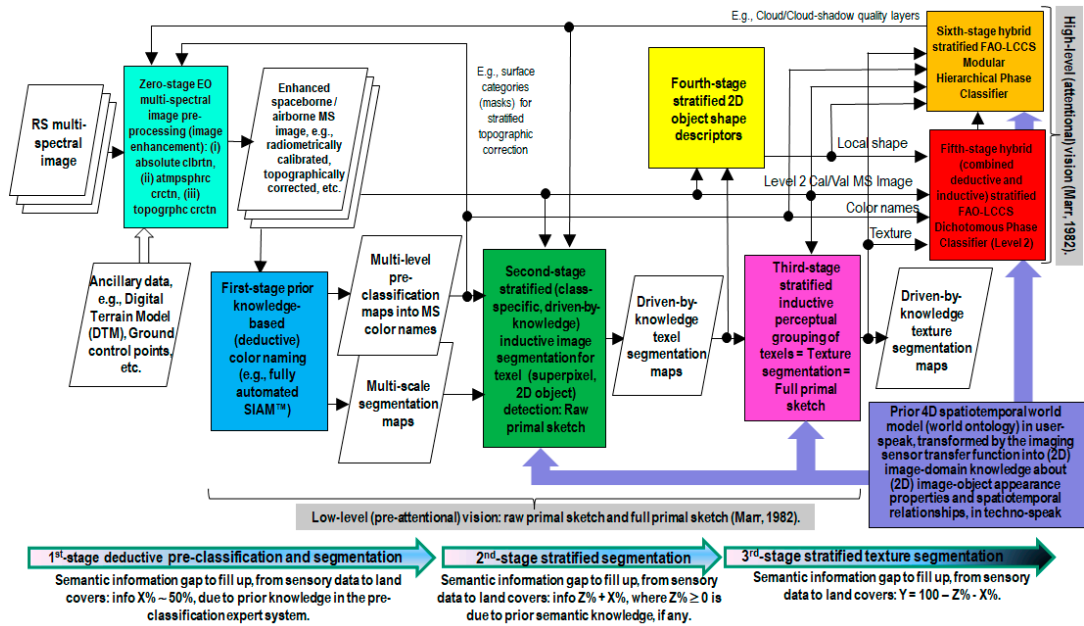 E.g., Cloud/Cloud-shadow quality layers
RS multi-
spectral
image
Zero-stage EO
multi-spectral
image pre-
processing (image
enhancement): (i)
absolute clbrtn,
(ii) atmpsphrc
crctn, (iii)
topogrphc crctn
Enhanced
spaceborne /
airborne MS
image, e.g.,
radiometrically
calibrated,
topographically
corrected, etc.
E.g., surface
categories
(masks) for
stratified
topographic
correction
Fourth-stage
stratified 2D
object shape
descriptors
Sixth-stage hybrid
stratified FAO-LCCS
Modular
Hierarchical Phase
Classifier
High-level (attentional) vision (Marr, 1982).
Local shape
Level 2 Cal/Val MS Image
Color names
Texture
Fifth-stage hybrid
(combined
deductive and
inductive) stratified
FAO-LCCS
Dichotomous Phase
Classifier (Level 2)
Ancillary data,
e.g., Digital
Terrain Model
(DTM), Ground
control points,
etc.
First-stage prior
knowledge-
based
(deductive)
color naming
(e.g., fully
automated
SIAM™)
Multi-level
pre-
classification
maps into MS
color names
Multi-scale
segmentation
maps
Second-stage
stratified (class-
specific, driven-by-
knowledge)
inductive image
segmentation for
texel (superpixel,
2D object)
detection: Raw
primal sketch
Driven-by-
knowledge
texel
segmentation
maps
Third-stage
stratified
inductive
perceptual
grouping of
texels = Texture
segmentation =
Full primal
sketch
Driven-by-
knowledge
texture
segmentation
maps
Prior 4D spatiotemporal world
model (world ontology) in user-
speak, transformed by the imaging
sensor transfer function into (2D)
image-domain knowledge about
(2D) image-object appearance
properties and spatiotemporal
relationships, in techno-speak
Low-level (pre-attentional) vision: raw primal sketch and full primal sketch (Marr, 1982).
1st-stage deductive pre-classification and segmentation
Semantic information gap to fill up, from sensory data to land
covers: info X% ~ 50%, due to prior knowledge in the pre-
classification expert system.
2nd-stage stratified segmentation
Semantic information gap to fill up, from sensory
data to land covers: info Z% + X%, where Z% ≥ 0 is
due to prior semantic knowledge, if any.
3rd-stage stratified texture segmentation
Semantic information gap to fill up, from sensory
data to land covers: Y = 100 – Z% - X%.